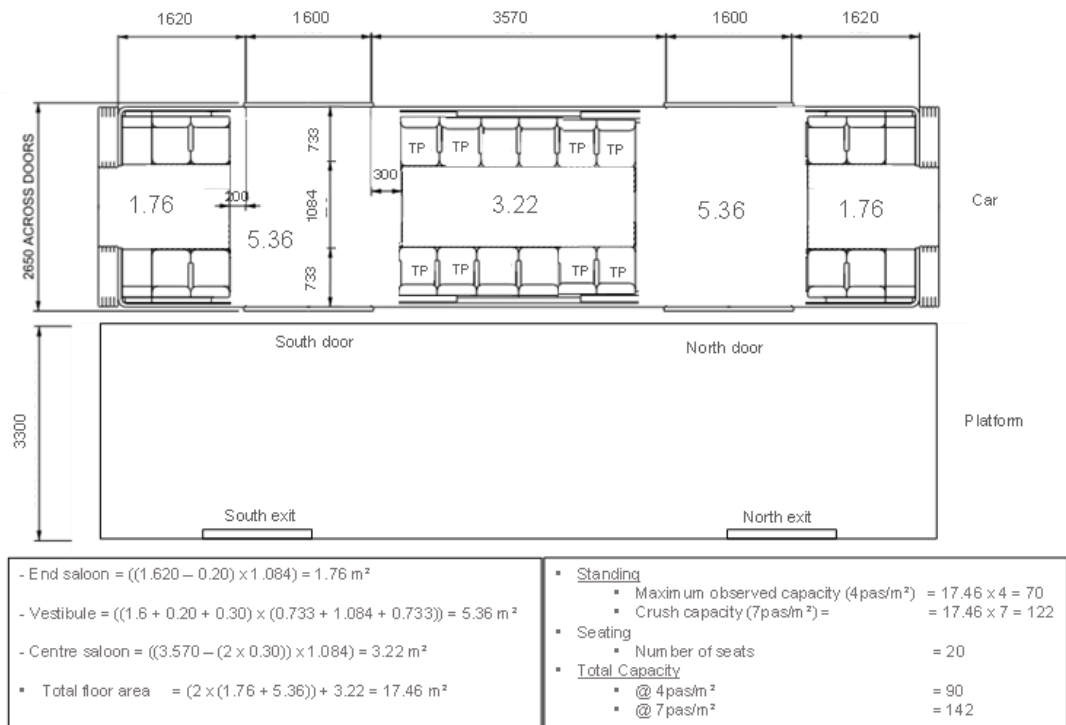 1620 1600 3570 1600 1620
2650 ACROSS DOORS
733
1084
733
200
300
TP TP TP TP
1.76 5.36 3.22 5.36 1.76
TP TP TP TP
Car
South door North door
3300
Platform
South exit North exit
- End saloon = ((1.620 – 0.20) x 1.084) = 1.76 m²
- Vestibule = ((1.6 + 0.20 + 0.30) x (0.733 + 1.084 + 0.733)) = 5.36 m²
- Centre saloon = ((3.570 – (2 x 0.30)) x 1.084) = 3.22 m²
▪ Total floor area = (2 x (1.76 + 5.36)) + 3.22 = 17.46 m²
▪ Standing
▪ Maximum observed capacity (4pas/m²) = 17.46 x 4 = 70
▪ Crush capacity (7pas/m²) = = 17.46 x 7 = 122
▪ Seating
▪ Number of seats = 20
▪ Total Capacity
▪ @ 4pas/m² = 90
▪ @ 7pas/m² = 142